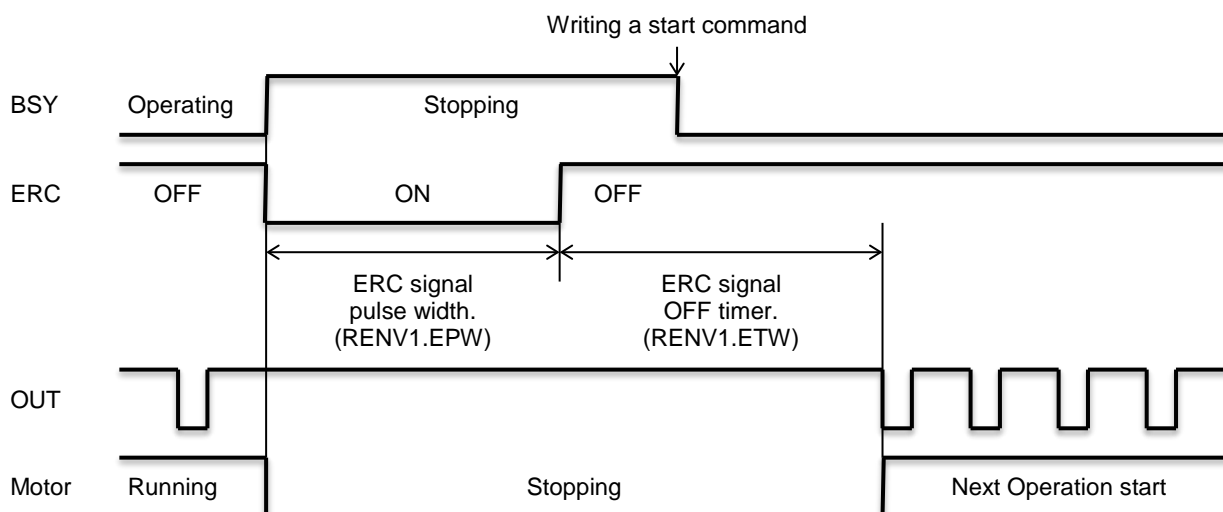 Writing a start command
BSY Operating Stopping
ERC OFF ON OFF
ERC signal
pulse width.
(RENV1.EPW)
ERC signal
OFF timer.
(RENV1.ETW)
OUT
Motor Running Stopping Next Operation start